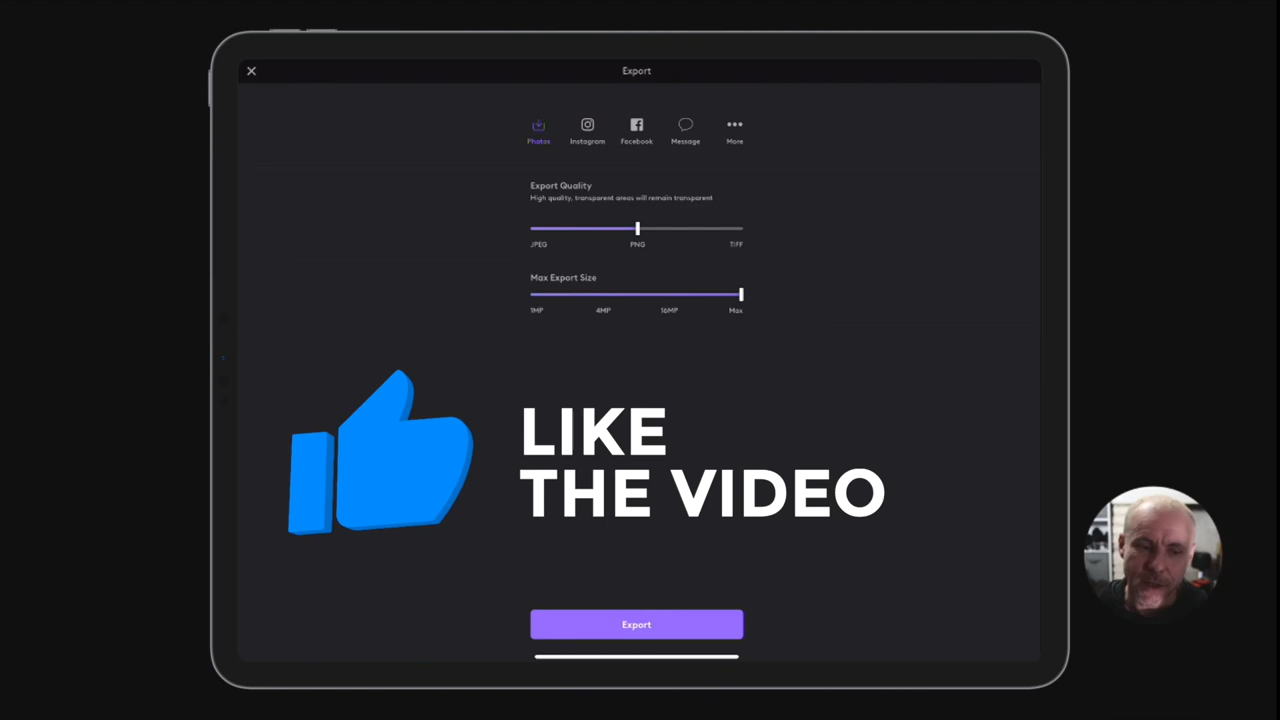 Export
Photos
Instagram
Facebook
Message
More
Export Quality
High quality, transparent areas will remain transparent
JPEG
PNG
TIFF
Max Export Size
1MP
4MP
16MP
Max
LIKE
THE VIDEO
Export